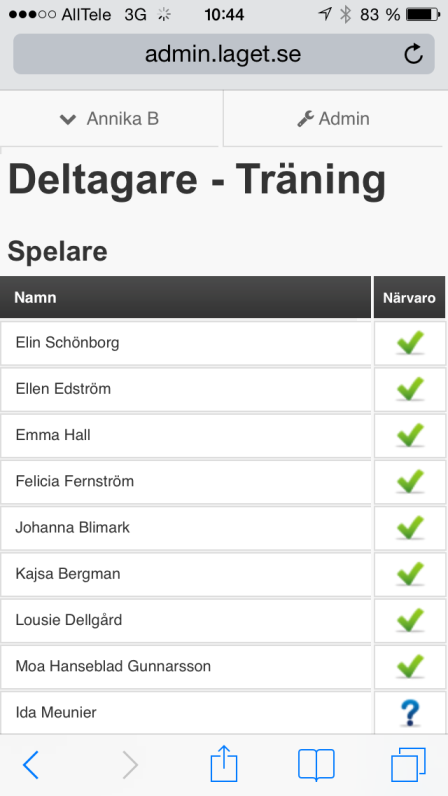 AllTele 3G 10:44 83 %
admin.laget.se
Annika B Admin
Deltagare - Träning
Spelare
Namn Närvaro
Elin Schönborg
Ellen Edström
Emma Hall
Felicia Fernström
Johanna Blimark
Kajsa Bergman
Lousie Dellgård
Moa Hanseblad Gunnarsson
Ida Meunier ?